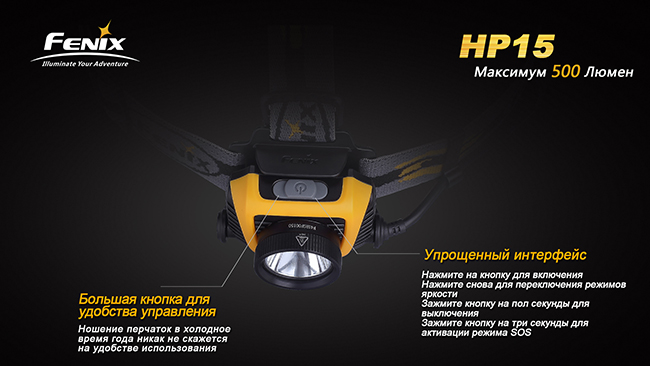 FENIX
Illuminate Your Adventure
HP15
Максимум 500 Люмен
FENIX
Упрощенный интерфейс
Нажмите на кнопку для включения
Нажмите снова для переключения режимов
яркости
Зажмите кнопку на пол секунды для
выключения
Зажмите кнопку на три секунды для
активации режима SOS
Большая кнопка для
удобства управления
Ношение перчаток в холодное
время года никак не скажется
на удобстве использования